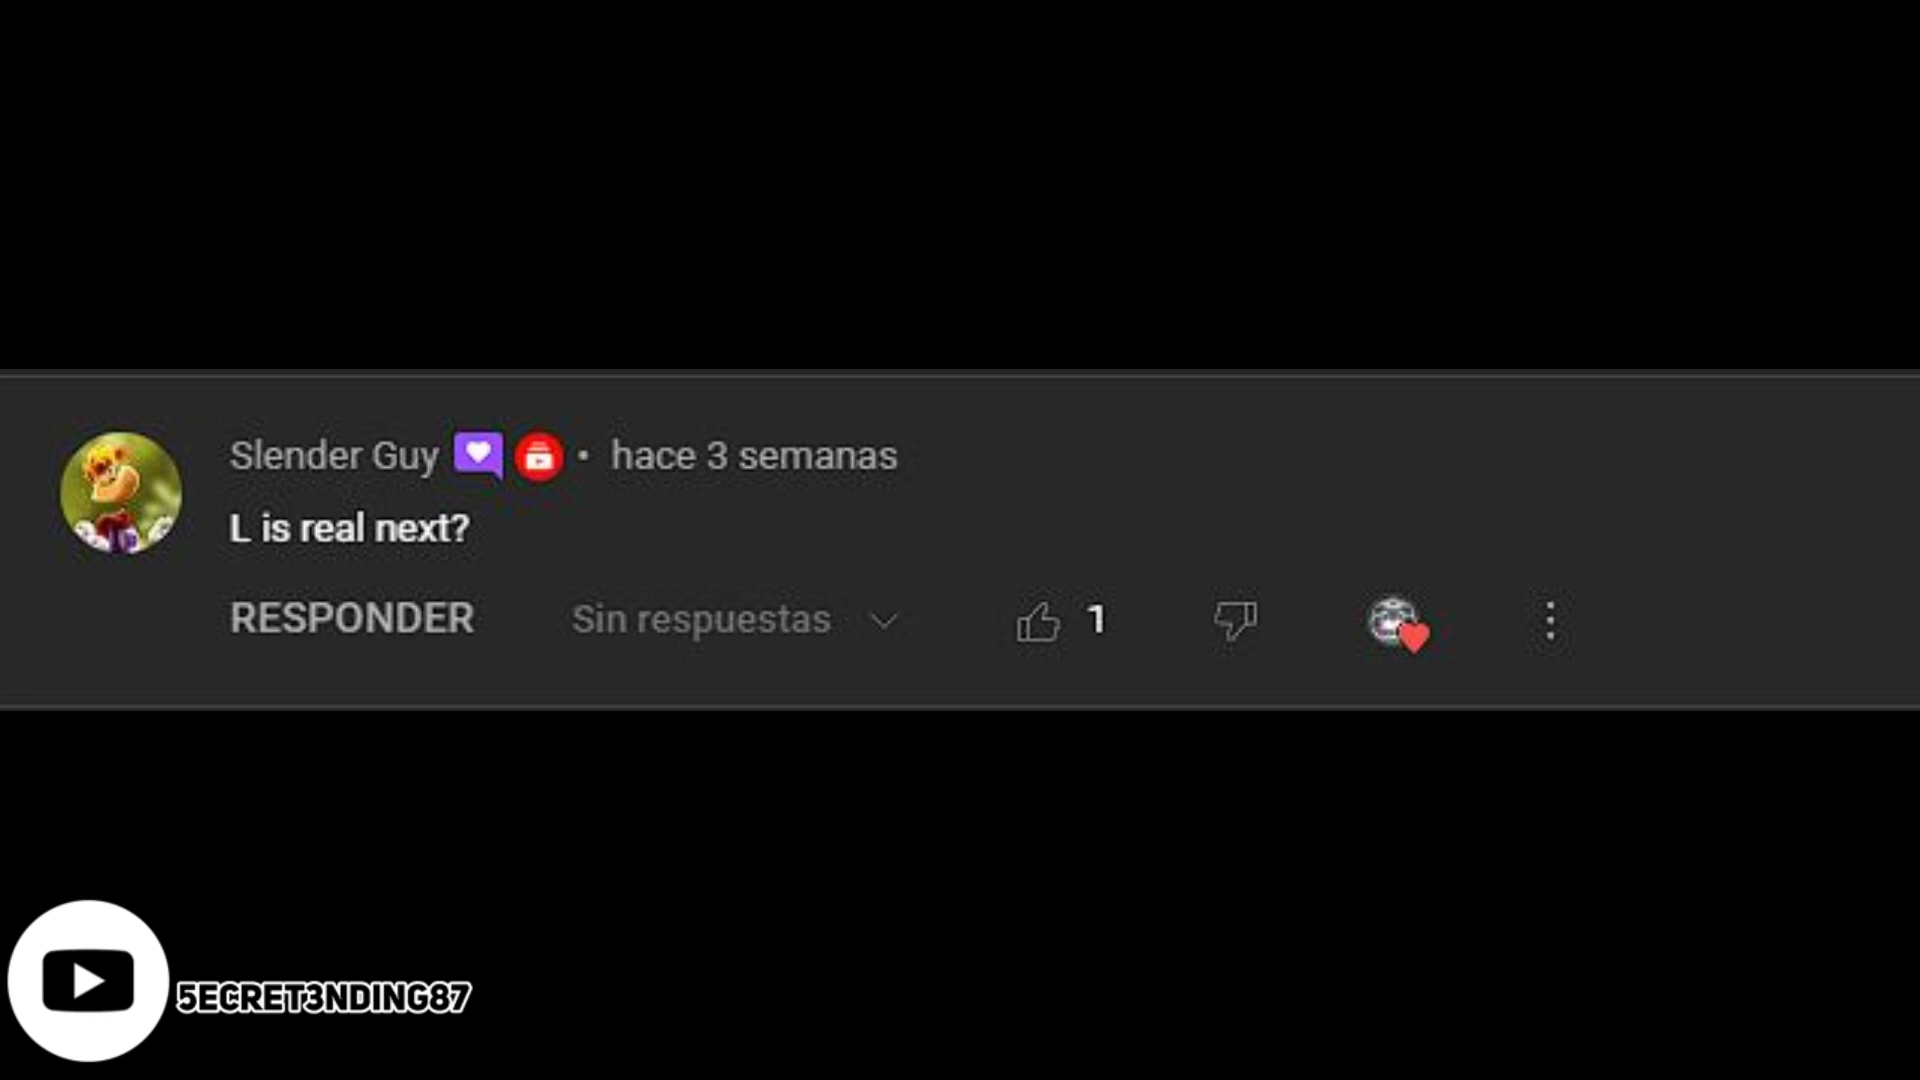 Slender Guy • hace 3 semanas
L is real next?
RESPONDER Sin respuestas 1
5ECRET3NDING87